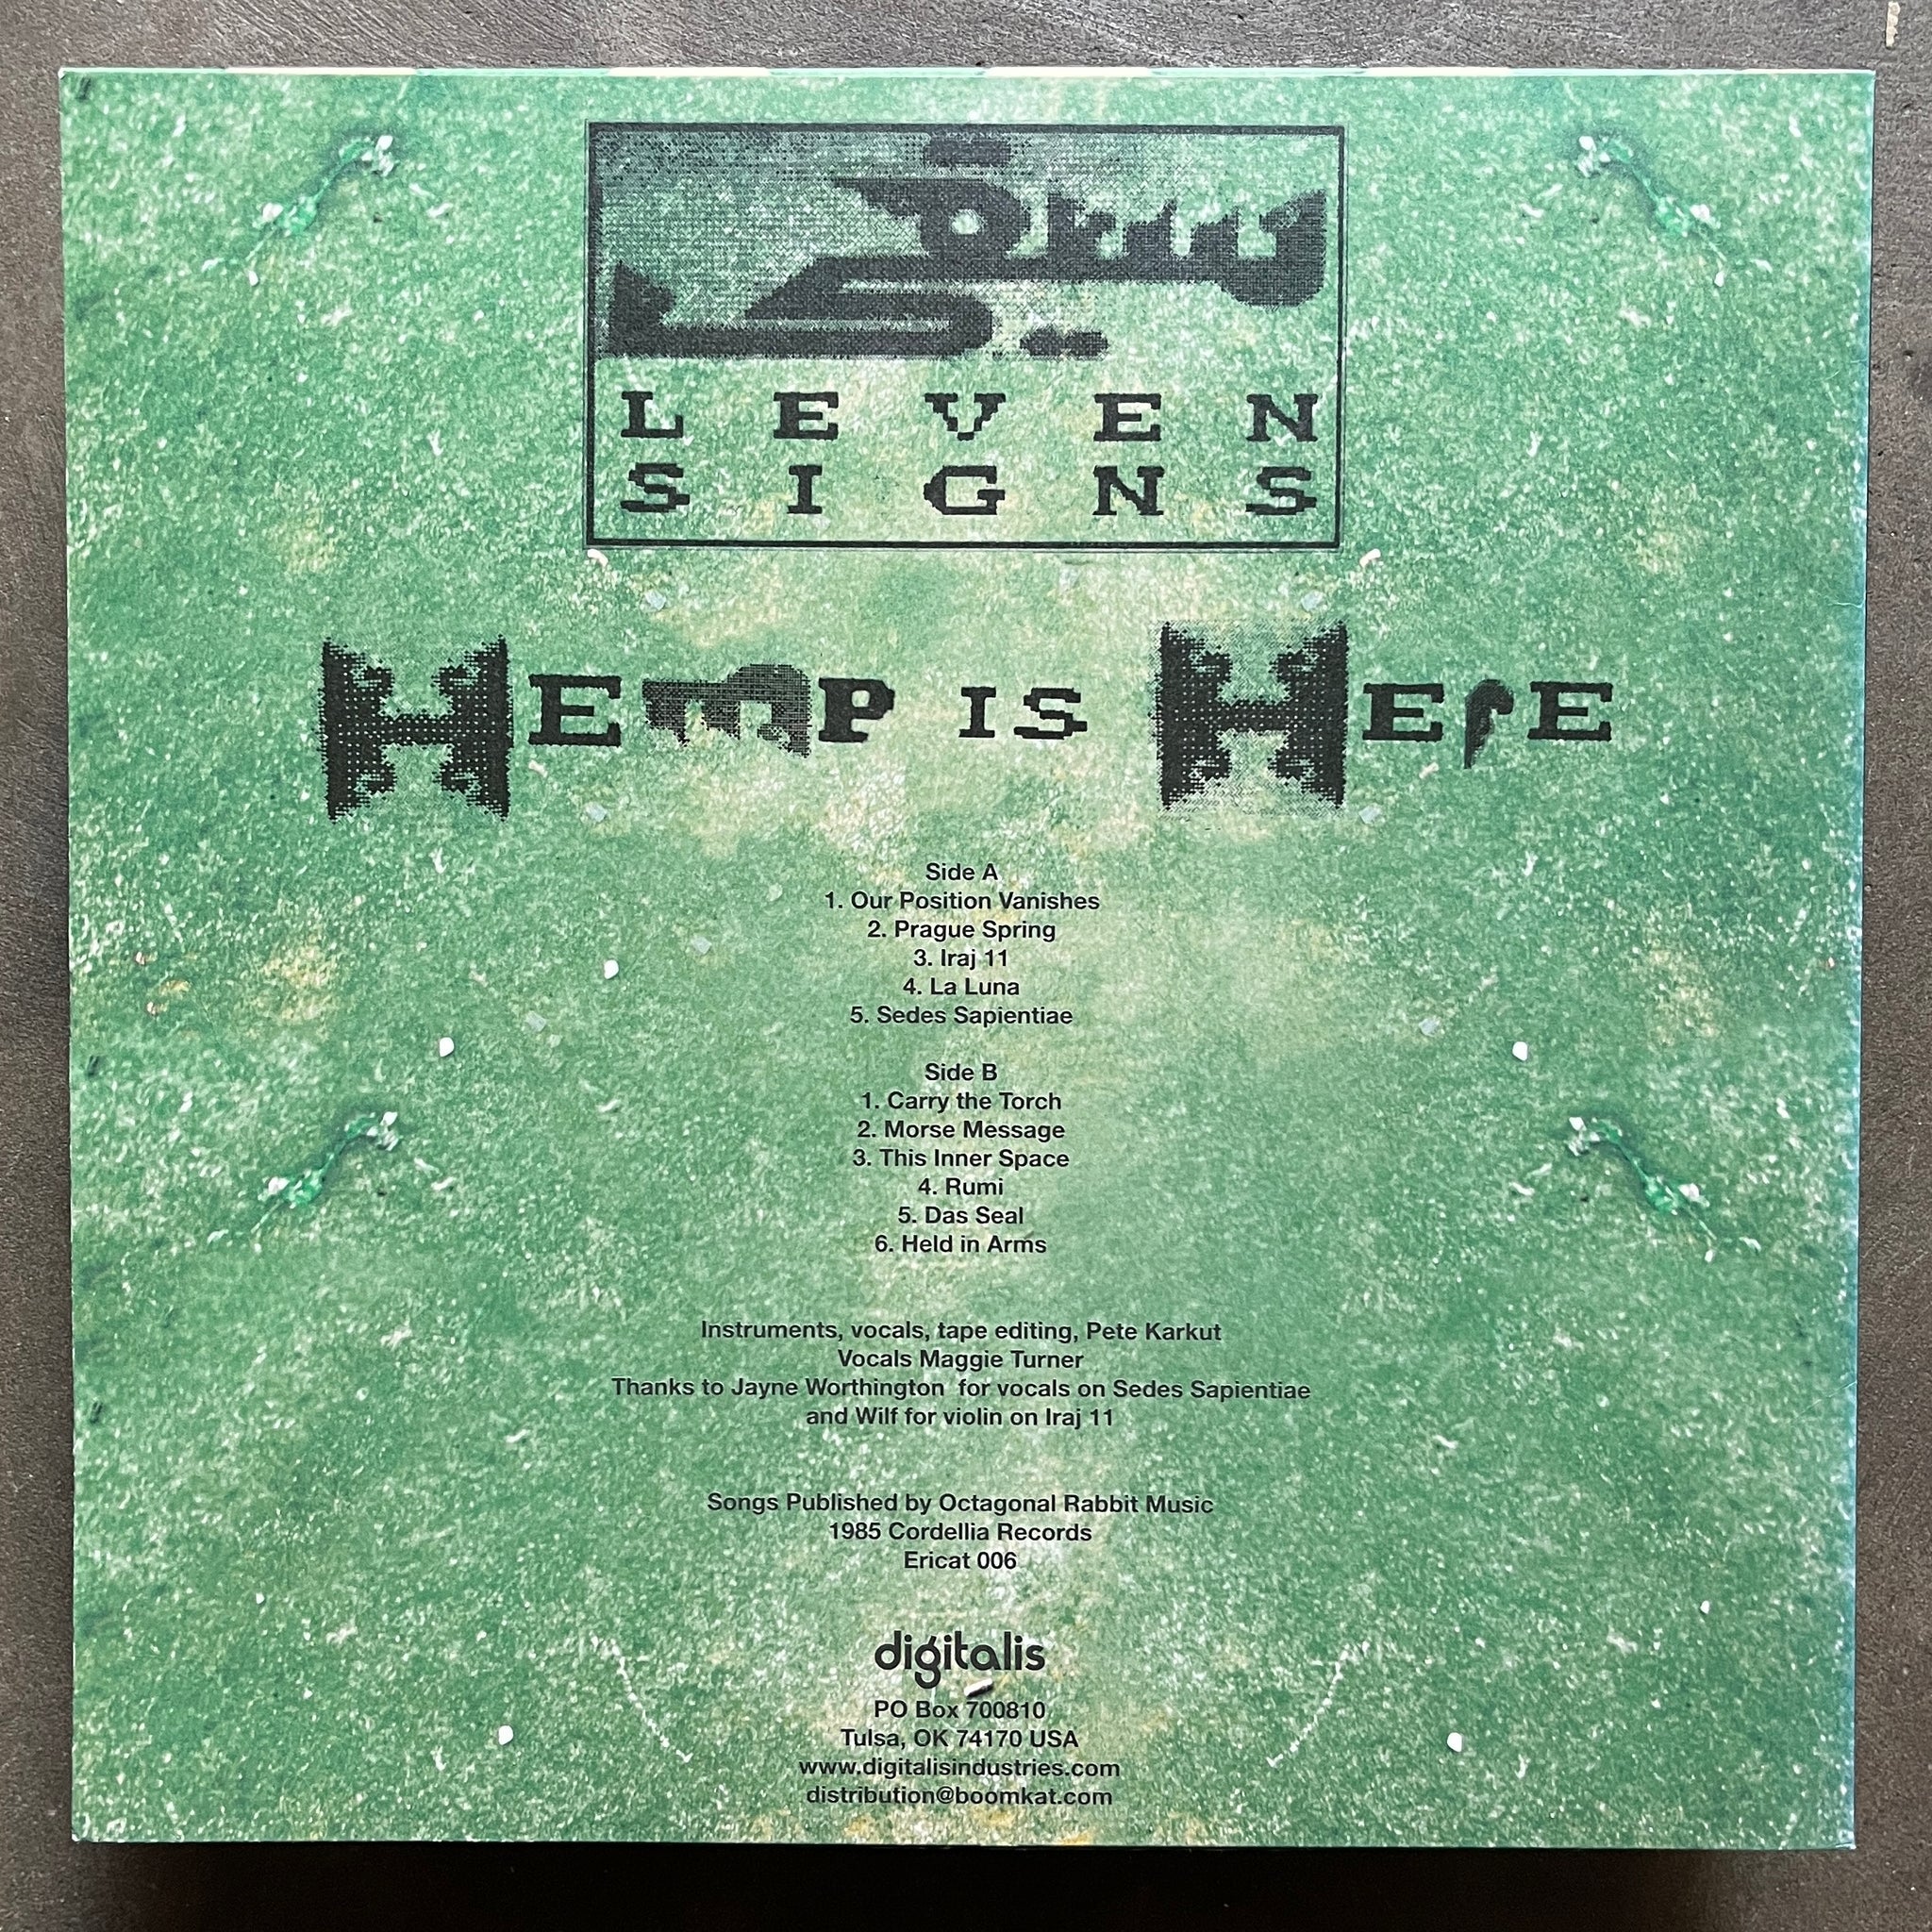 LEVEN
SIGNS
HEmP IS HErE
Side A
1. Our Position Vanishes
2. Prague Spring
3. Iraj 11
4. La Luna
5. Sedes Sapientiae
Side B
1. Carry the Torch
2. Morse Message
3. This Inner Space
4. Rumi
5. Das Seal
6. Held in Arms
Instruments, vocals, tape editing, Pete Karkut
Vocals Maggie Turner
Thanks to Jayne Worthington for vocals on Sedes Sapientiae
and Wilf for violin on Iraj 11
Songs Published by Octagonal Rabbit Music
1985 Cordellia Records
Ericat 006
digitalis
PO Box 700810
Tulsa, OK 74170 USA
www.digitalisindustries.com
distribution@boomkat.com